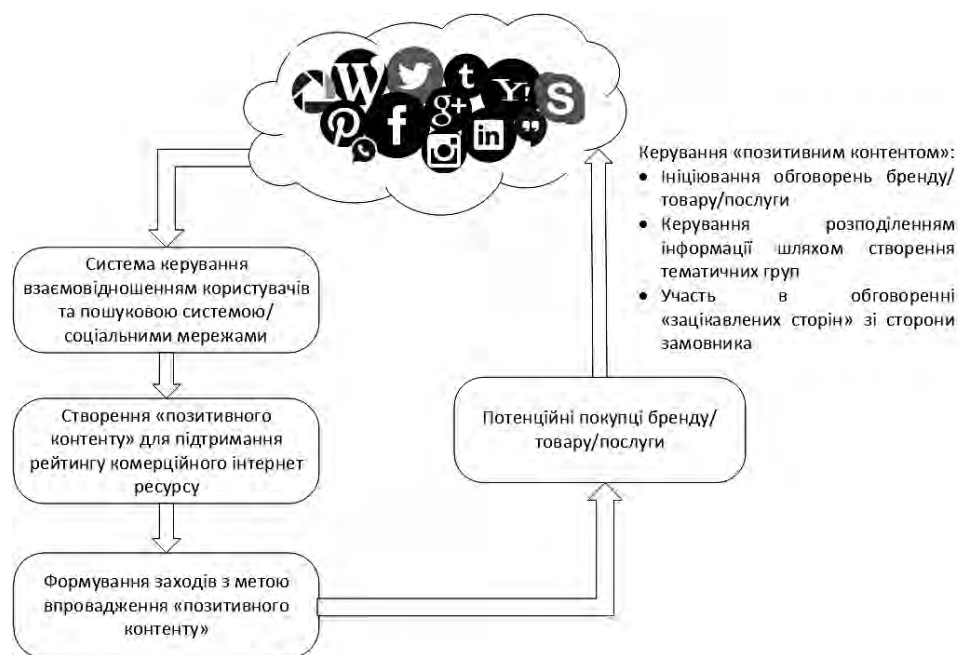 W
t
Y!
S
g+
f
in
Керування «позитивним контентом»:
• Ініціювання обговорень бренду/
товару/послуги
• Керування розподіленням
інформації шляхом створення
тематичних груп
• Участь в обговоренні
«зацікавлених сторін» зі сторони
замовника
Система керування
взаємовідношенням користувачів
та пошуковою системою/
соціальними мережами
Створення «позитивного
контенту» для підтримання
рейтингу комерційного інтернет
ресурсу
Потенційні покупці бренду/
товару/послуги
Формування заходів з метою
впровадження «позитивного
контенту»